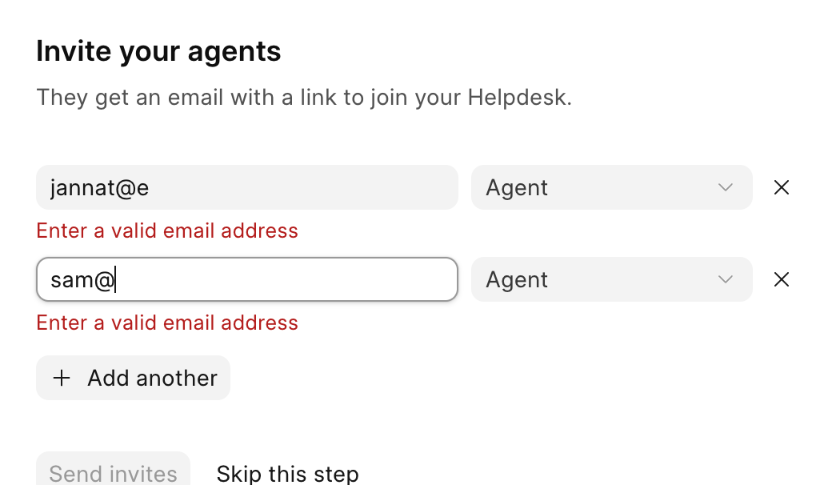 Invite your agents
They get an email with a link to join your Helpdesk.
jannat@e Agent
Enter a valid email address
sam@ Agent
Enter a valid email address
+ Add another
Send invites Skip this step